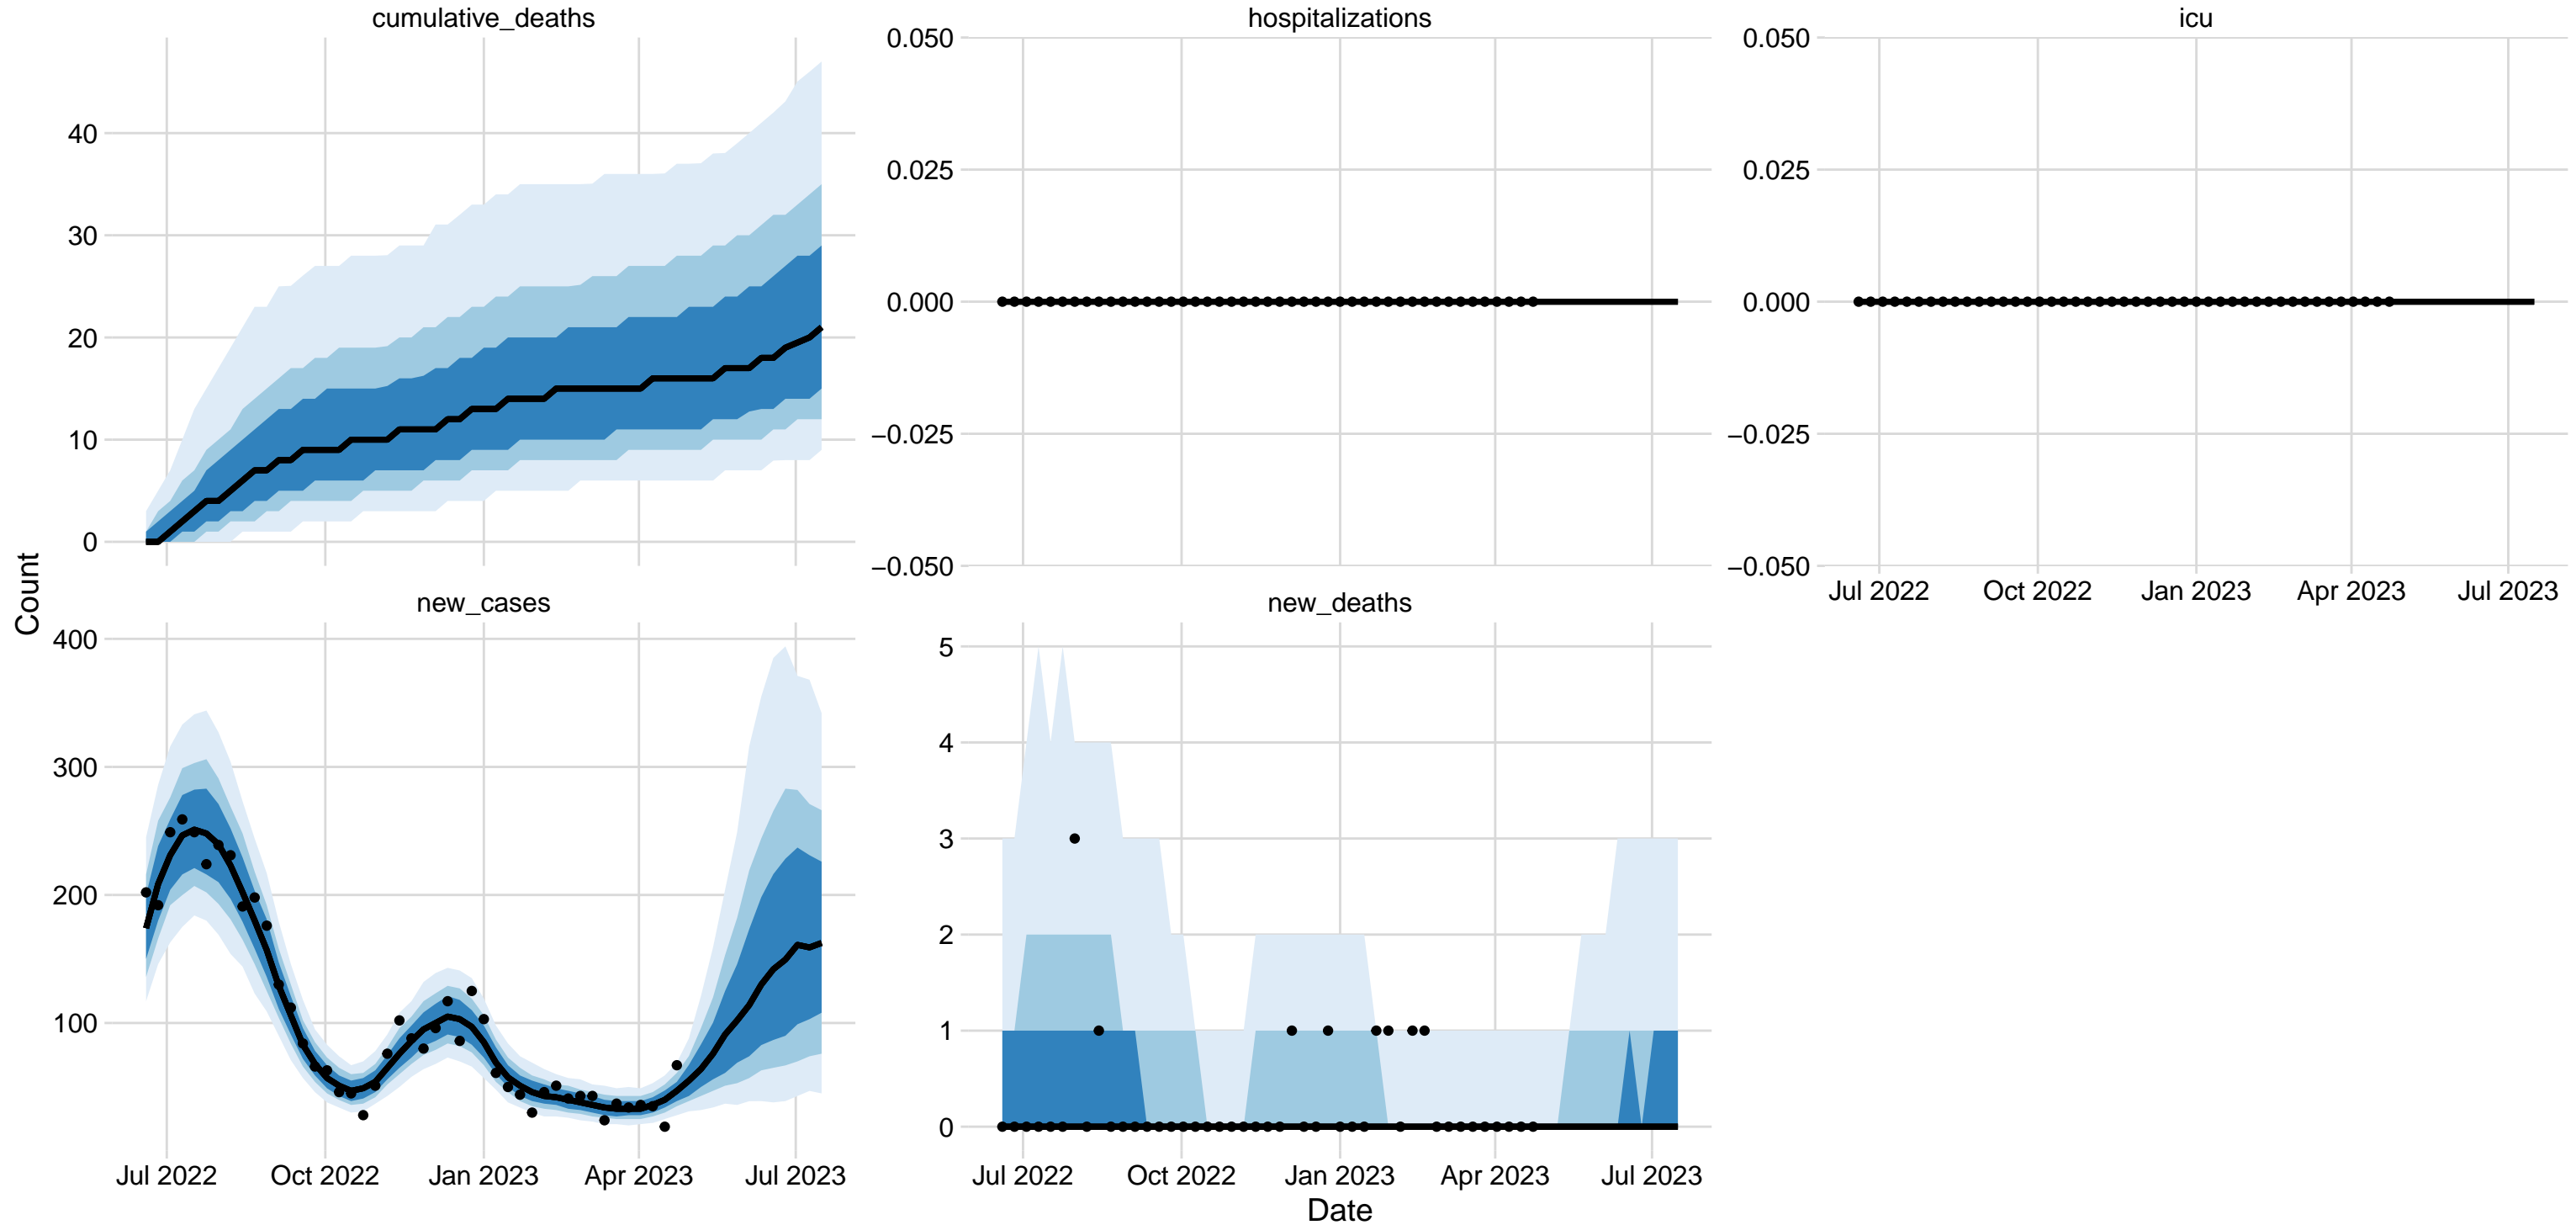 cumulative_deaths
hospitalizations
icu
40
30
20
10
0
0.050
0.025
0.000
−0.025
−0.050
0.050
0.025
0.000
−0.025
−0.050
Jul 2022 Oct 2022 Jan 2023 Apr 2023 Jul 2023
Count
new_cases
new_deaths
400
300
200
100
Jul 2022 Oct 2022 Jan 2023 Apr 2023 Jul 2023
5
4
3
2
1
0
Jul 2022 Oct 2022 Jan 2023 Apr 2023 Jul 2023
Date